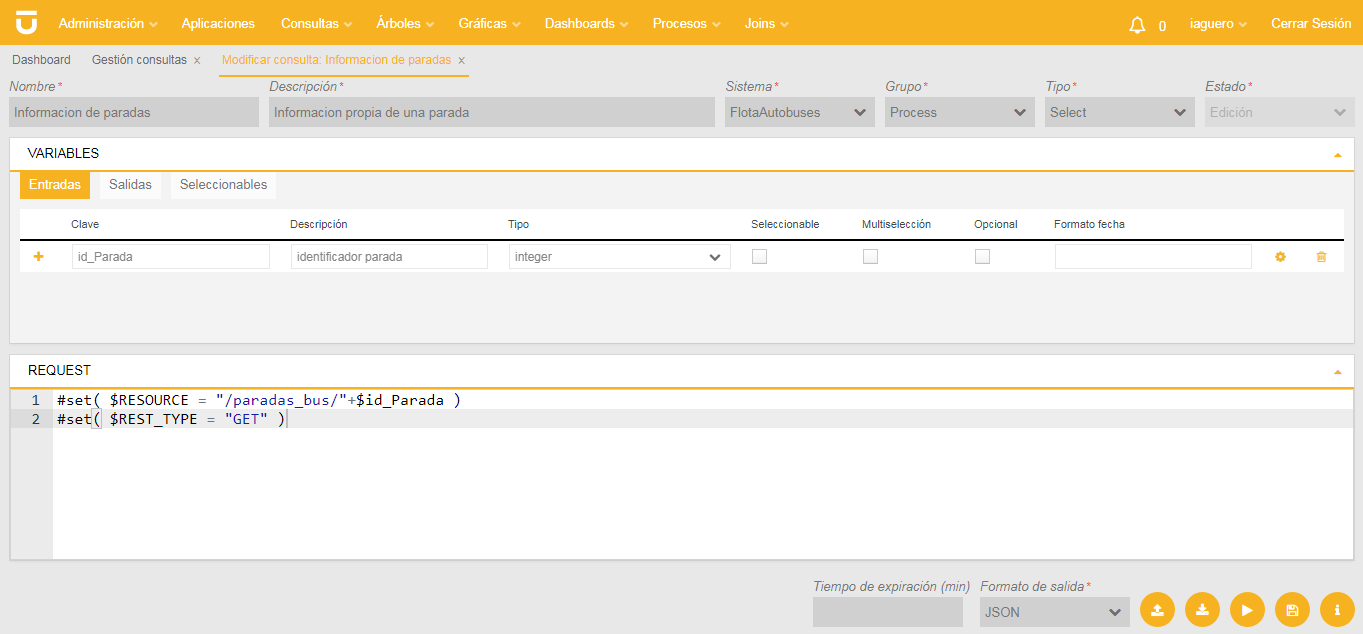 Administración Aplicaciones Consultas Árboles Gráficas Dashboards Procesos Joins 0 iaguero Cerrar Sesión
Dashboard Gestión consultas x Modificar consulta: Informacion de paradas x
Nombre* Descripción* Sistema* Grupo* Tipo* Estado*
Informacion de paradas Informacion propia de una parada FlotaAutobuses Process Select Edición
VARIABLES
Entradas Salidas Seleccionables
Clave Descripción Tipo Seleccionable Multiselección Opcional Formato fecha
id_Parada identificador parada integer
REQUEST
1 #set( $RESOURCE = "/paradas_bus/"+$id_Parada )
2 #set( $REST_TYPE = "GET" )
Tiempo de expiración (min) Formato de salida*
JSON